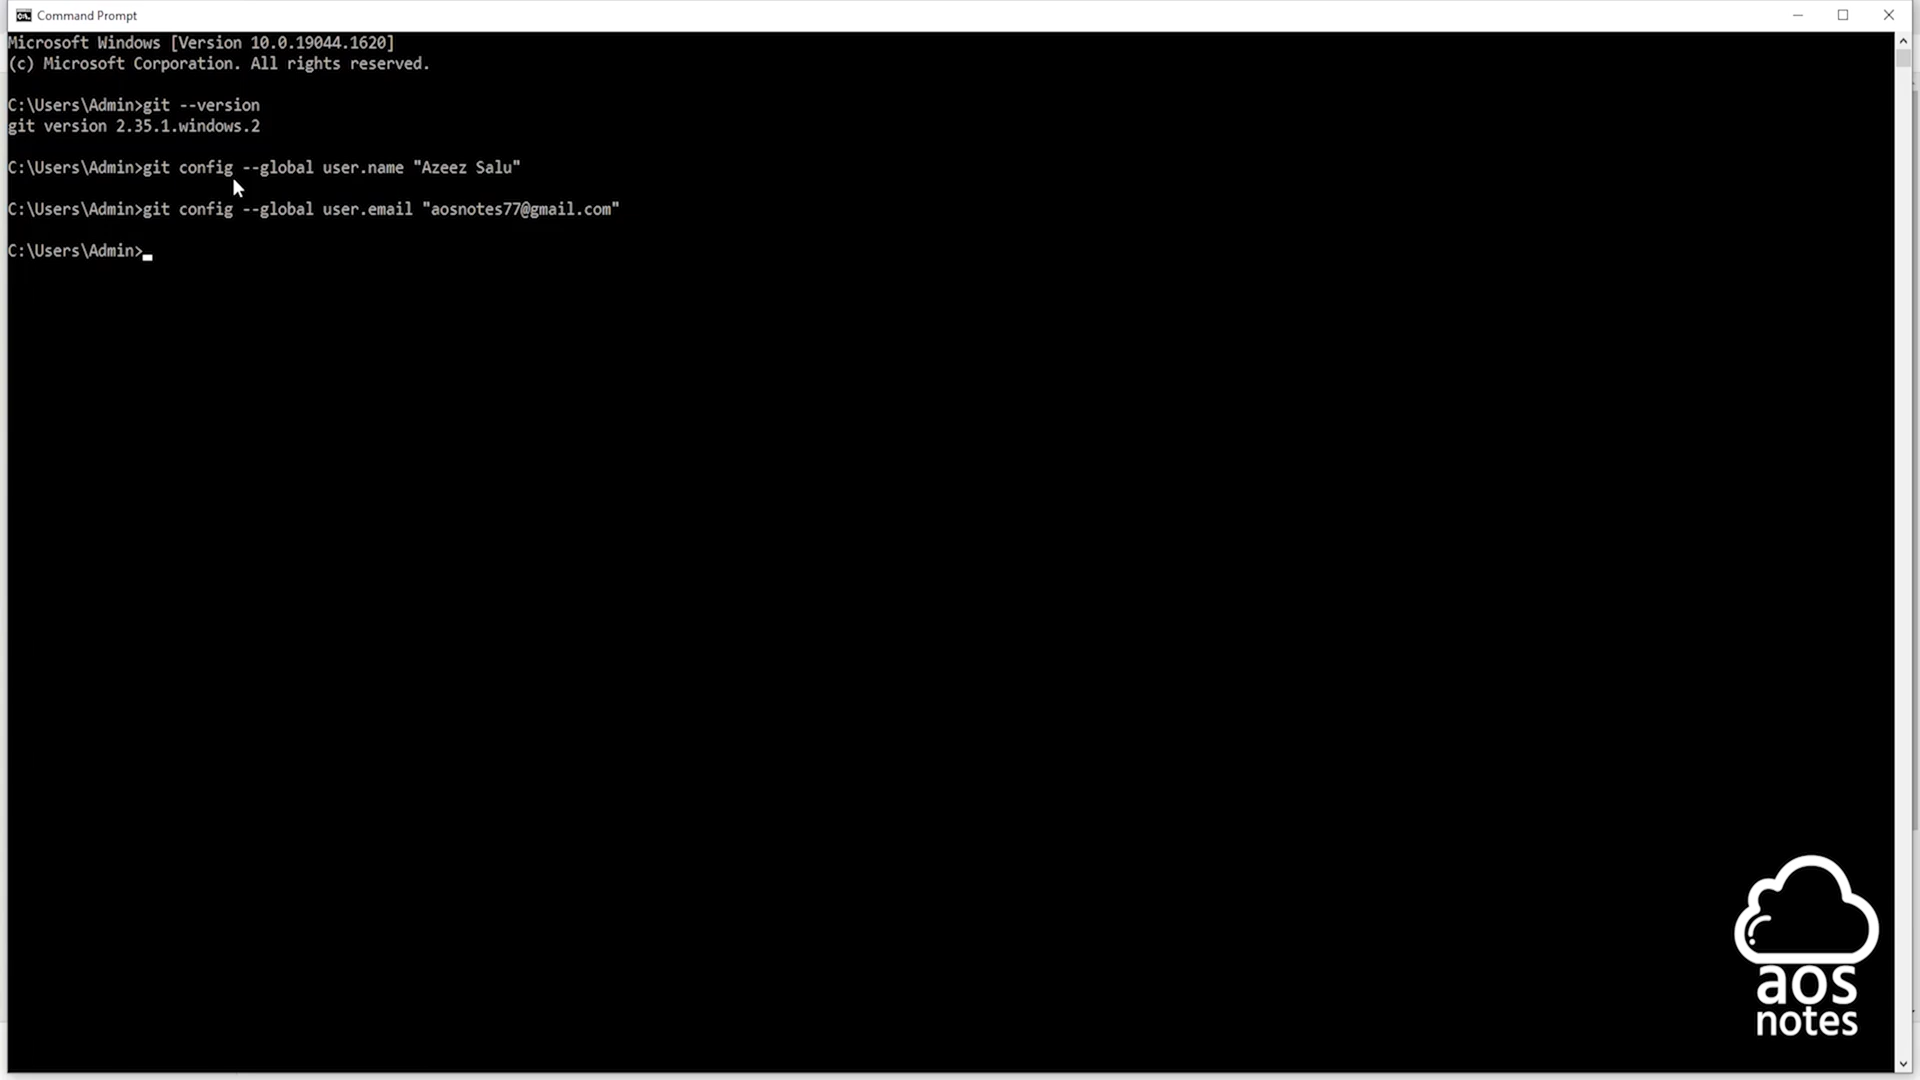 Command Prompt
Microsoft Windows [Version 10.0.19044.1620]
(c) Microsoft Corporation. All rights reserved.
C:\Users\Admin>git --version
git version 2.35.1.windows.2
C:\Users\Admin>git config --global user.name "Azeez Salu"
C:\Users\Admin>git config --global user.email "aosnotes77@gmail.com"
C:\Users\Admin>
aos
notes